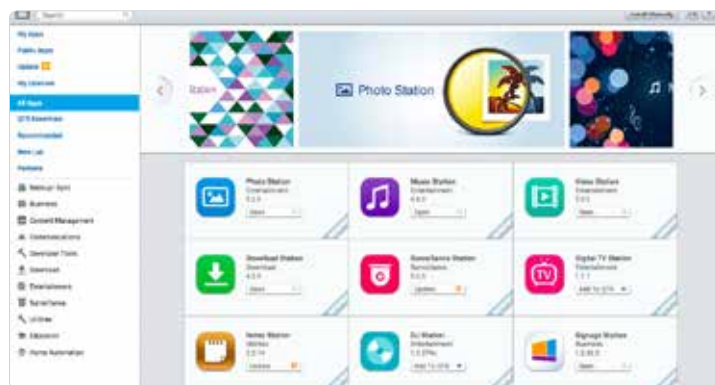 Search
Install Manually
My Apps
Public Apps
Update
My Licenses
All Apps
QTS Essentials
Recommended
Beta Lab
Partners
Backup/ Sync
Business
Content Management
Communications
Developer Tools
Download
Entertainment
Surveillance
Utilities
Education
Home Automation
Station
Photo Station
Photo Station
Entertainment
Open
Music Station
Entertainment
Open
Video Station
Entertainment
Open
Download Station
Download
Open
Surveillance Station
Surveillance
Update
Digital TV Station
Entertainment
Add To QTS
Notes Station
Utilities
Update
DJ Station
Entertainment
Add To QTS
Signage Station
Business
Open